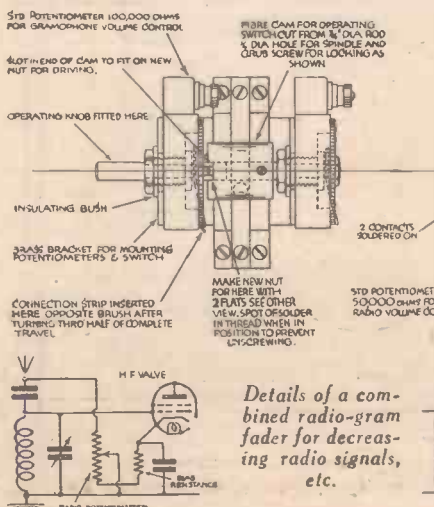 STD POTENTIOMETER 100,000 OHMS
FOR GRAMOPHONE VOLUME CONTROL
SLOT IN END OF CAM TO FIT ON NEW
NUT FOR DRIVING.
OPERATING KNOB FITTED HERE
INSULATING BUSH
BRASS BRACKET FOR MOUNTING
POTENTIOMETERS & SWITCH
CONNECTION STRIP INSERTED
HERE OPPOSITE BRUSH AFTER
TURNING THRO HALF OF COMPLETE
TRAVEL
FIBRE CAM FOR OPERATING
SWITCH CUT FROM ¾" DIA ROD
DIA HOLE FOR SPINDLE AND
GRUB SCREW FOR LOCKING AS
SHOWN
MAKE NEW NUT
FOR HERE WITH
2 FLATS SEE OTHER
VIEW. SPOT OF SOLDER
IN THREAD WHEN IN
POSITION TO PREVENT
UNSCREWING.
2 CONTACTS
SOLDERED ON
STD POTENTIOMET
50,000 OHMS FO
RADIO VOLUME CO
H F VALVE
BIAS
RESISTANCE
RADIO POTENTIOMETER
Details of a com-
bined radio-gram
fader for decreas-
ing radio signals,
etc.